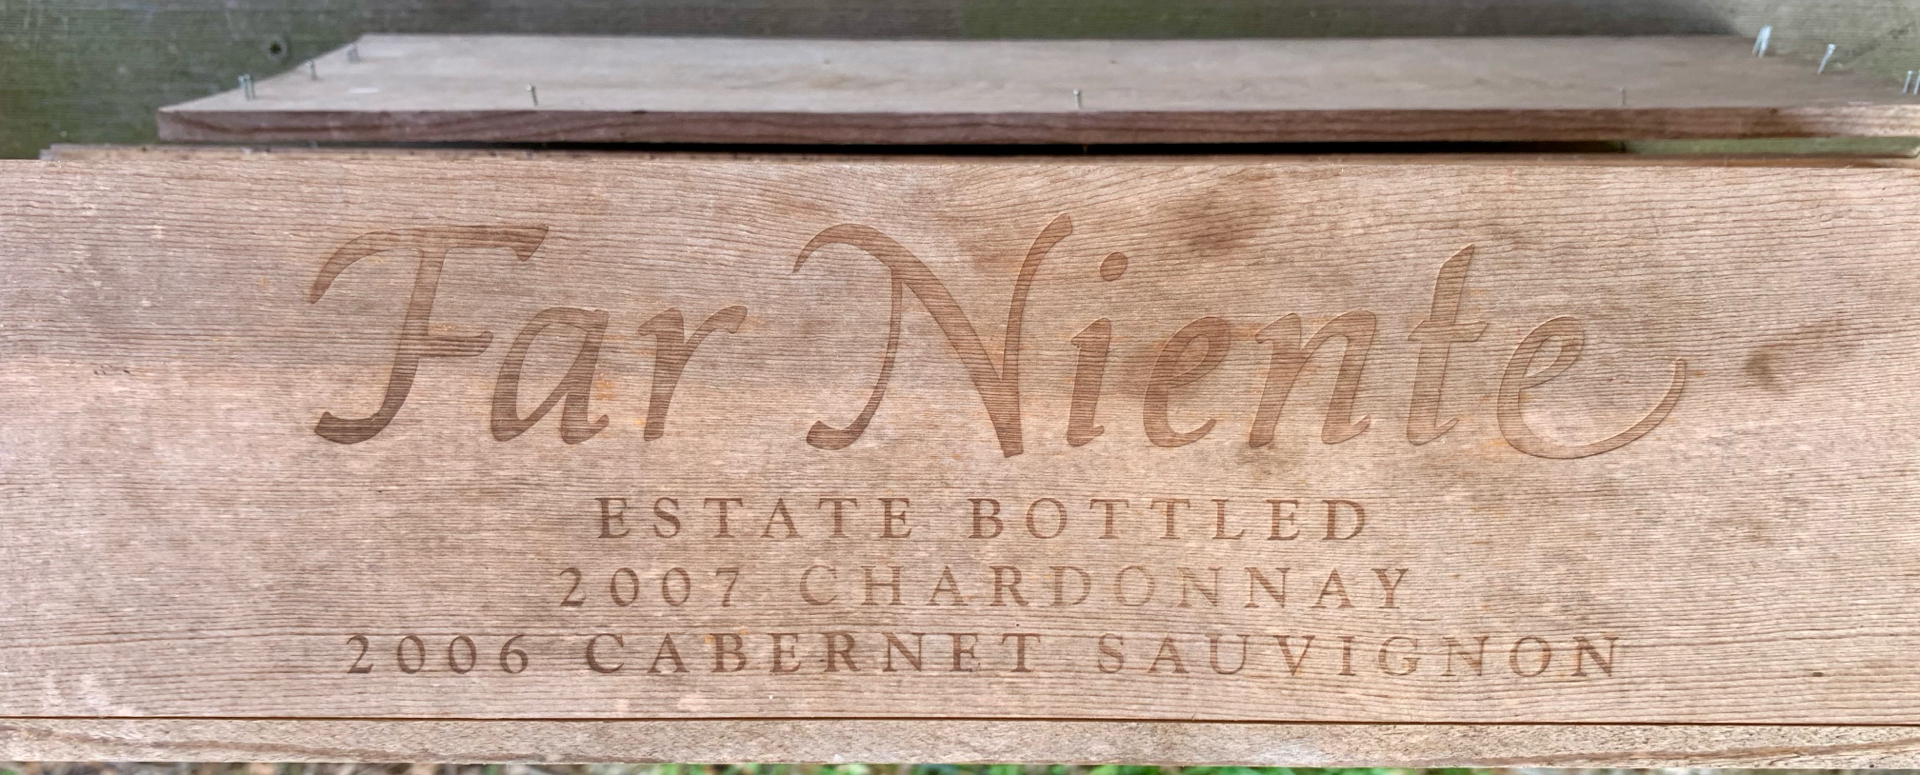 Far Niente
ESTATE BOTTLED
2007 CHARDONNAY
2006 CABERNET SAUVIGNON